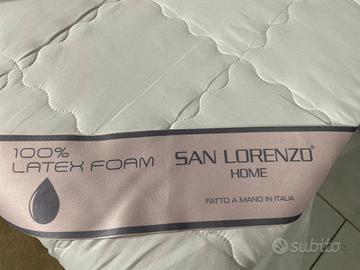 100%
LATEX FOAM
SAN LORENZO®
HOME
FATTO A MANO IN ITALIA
subito